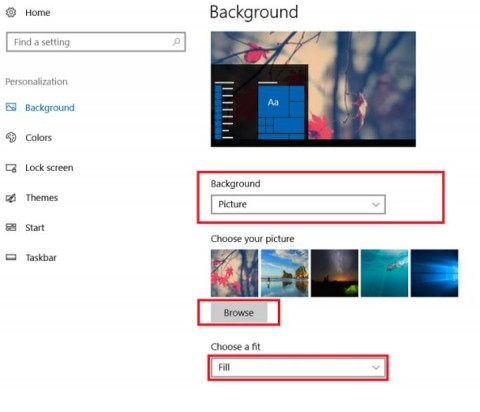 Home
Find a setting
Personalization
Background
Colors
Lock screen
Themes
Start
Taskbar
Background
Aa
Background
Picture
Choose your picture
Browse
Choose a fit
Fill